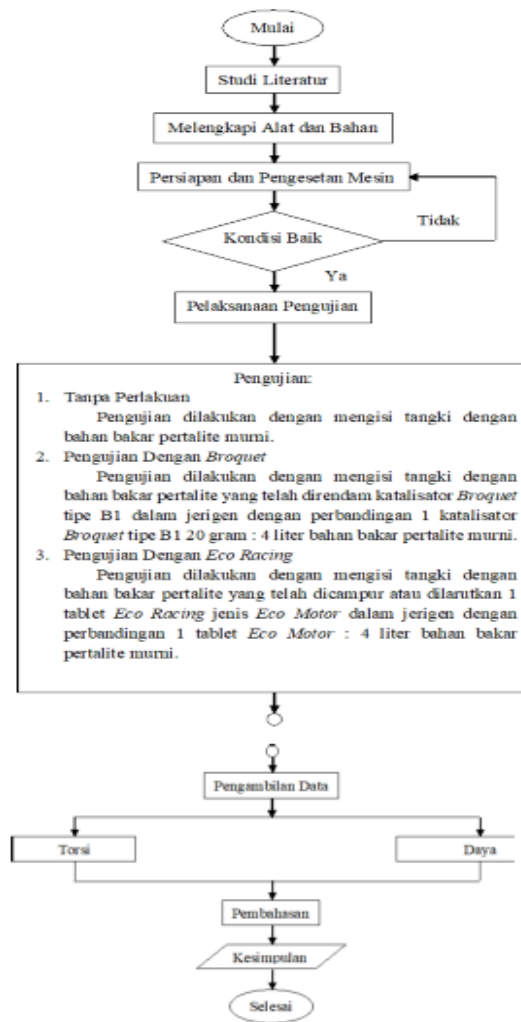 Mulai
Studi Literatur
Melengkapi Alat dan Bahan
Persiapan dan Pengesetan Mesin
Kondisi Baik
Tidak
Ya
Pelaksanaan Pengujian
Pengujian:
1. Tanpa Perlakuan
Pengujian dilakukan dengan mengisi tangki dengan
bahan bakar pertalite murni.
2. Pengujian Dengan Broquet
Pengujian dilakukan dengan mengisi tangki dengan
bahan bakar pertalite yang telah direndam katalisator Broquet
tipe B1 dalam jerigen dengan perbandingan 1 katalisator
Broquet tipe B1 20 gram : 4 liter bahan bakar pertalite murni.
3. Pengujian Dengan Eco Racing
Pengujian dilakukan dengan mengisi tangki dengan
bahan bakar pertalite yang telah dicampur atau dilarutkan 1
tablet Eco Racing jenis Eco Motor dalam jerigen dengan
perbandingan 1 tablet Eco Motor : 4 liter bahan bakar
pertalite murni.
Pengambilan Data
Torsi
Daya
Pembahasan
Kesimpulan
Selesai